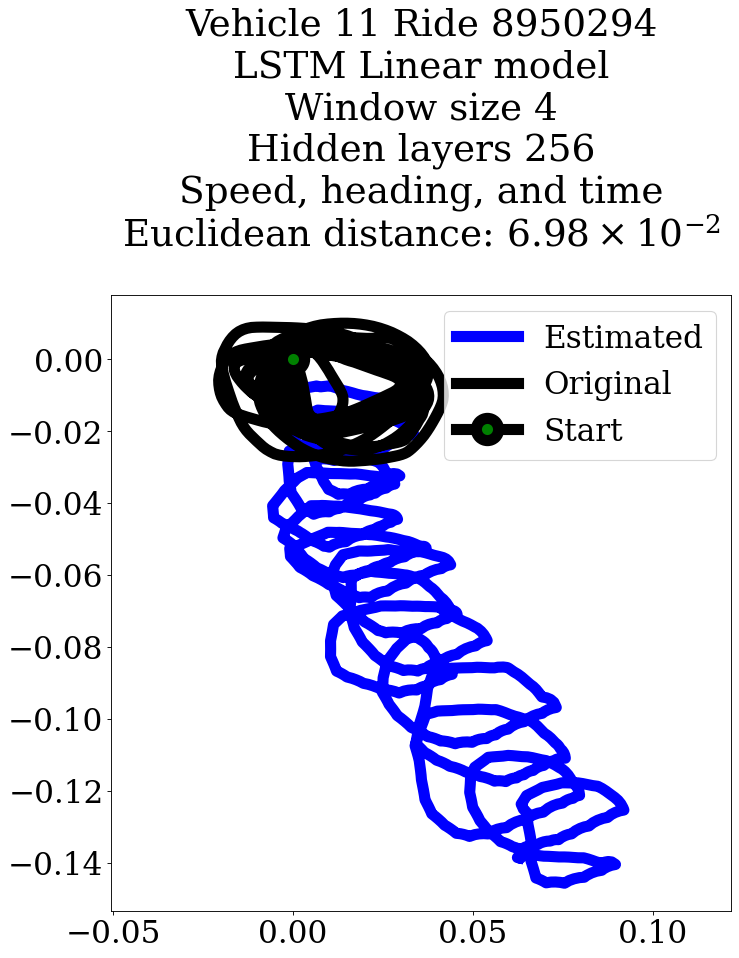 Vehicle 11 Ride 8950294
LSTM Linear model
Window size 4
Hidden layers 256
Speed, heading, and time
Euclidean distance: 6.98 × 10⁻²
Estimated
Original
Start
0.00
−0.02
−0.04
−0.06
−0.08
−0.10
−0.12
−0.14
−0.05 0.00 0.05 0.10